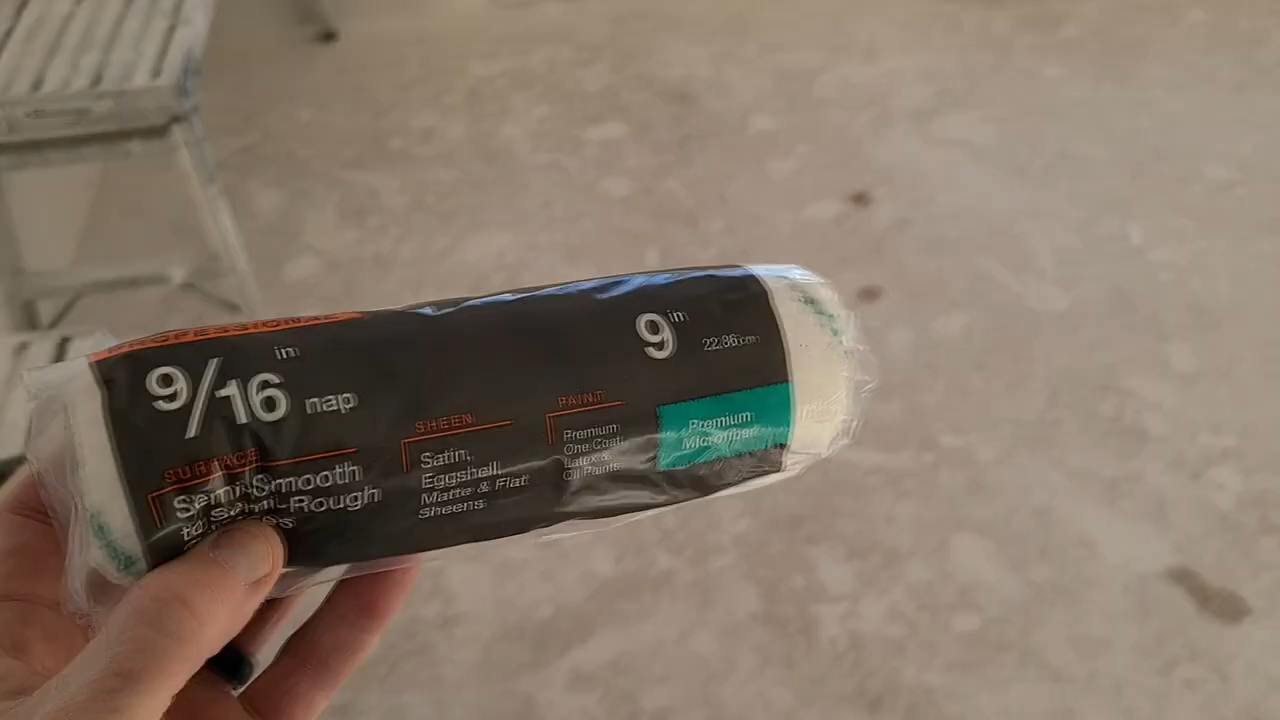 PROFESSIONAL
9/16 in nap
9 in 22.86 cm
SURFACE
Semi-Smooth
to Semi-Rough
SHEEN
Satin,
Eggshell,
Matte & Flat
Sheens
PAINT
Premium
One Coat,
Latex &
Oil Paints
Premium
Microfiber